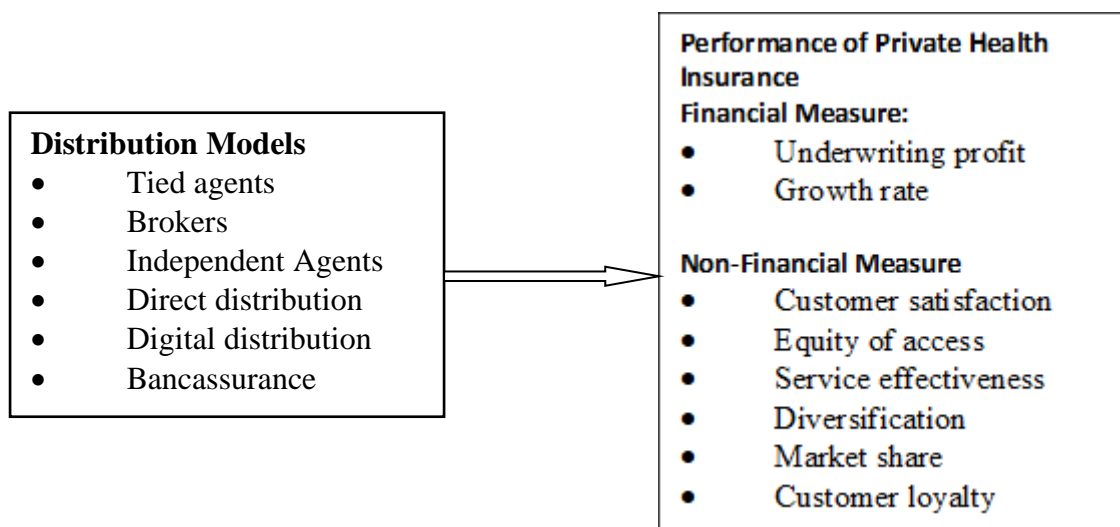 Distribution Models
• Tied agents
• Brokers
• Independent Agents
• Direct distribution
• Digital distribution
• Bancassurance
Performance of Private Health
Insurance
Financial Measure:
• Underwriting profit
• Growth rate
Non-Financial Measure
• Customer satisfaction
• Equity of access
• Service effectiveness
• Diversification
• Market share
• Customer loyalty